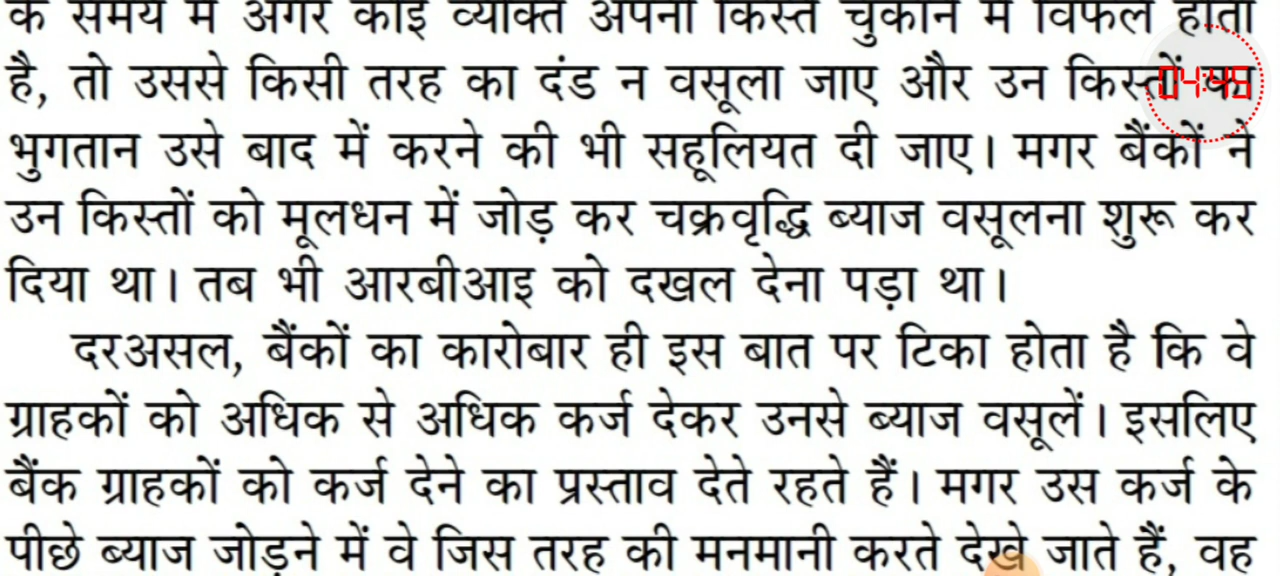 के समय में अगर कोई व्यक्ति अपनी किस्त चुकाने में विफल होता
है, तो उससे किसी तरह का दंड न वसूला जाए और उन किस्तों का
04:45
भुगतान उसे बाद में करने की भी सहूलियत दी जाए। मगर बैंकों ने
उन किस्तों को मूलधन में जोड़ कर चक्रवृद्धि ब्याज वसूलना शुरू कर
दिया था। तब भी आरबीआइ को दखल देना पड़ा था।
दरअसल, बैंकों का कारोबार ही इस बात पर टिका होता है कि वे
ग्राहकों को अधिक से अधिक कर्ज देकर उनसे ब्याज वसूलें। इसलिए
बैंक ग्राहकों को कर्ज देने का प्रस्ताव देते रहते हैं। मगर उस कर्ज के
पीछे ब्याज जोड़ने में वे जिस तरह की मनमानी करते देखे जाते हैं, वह